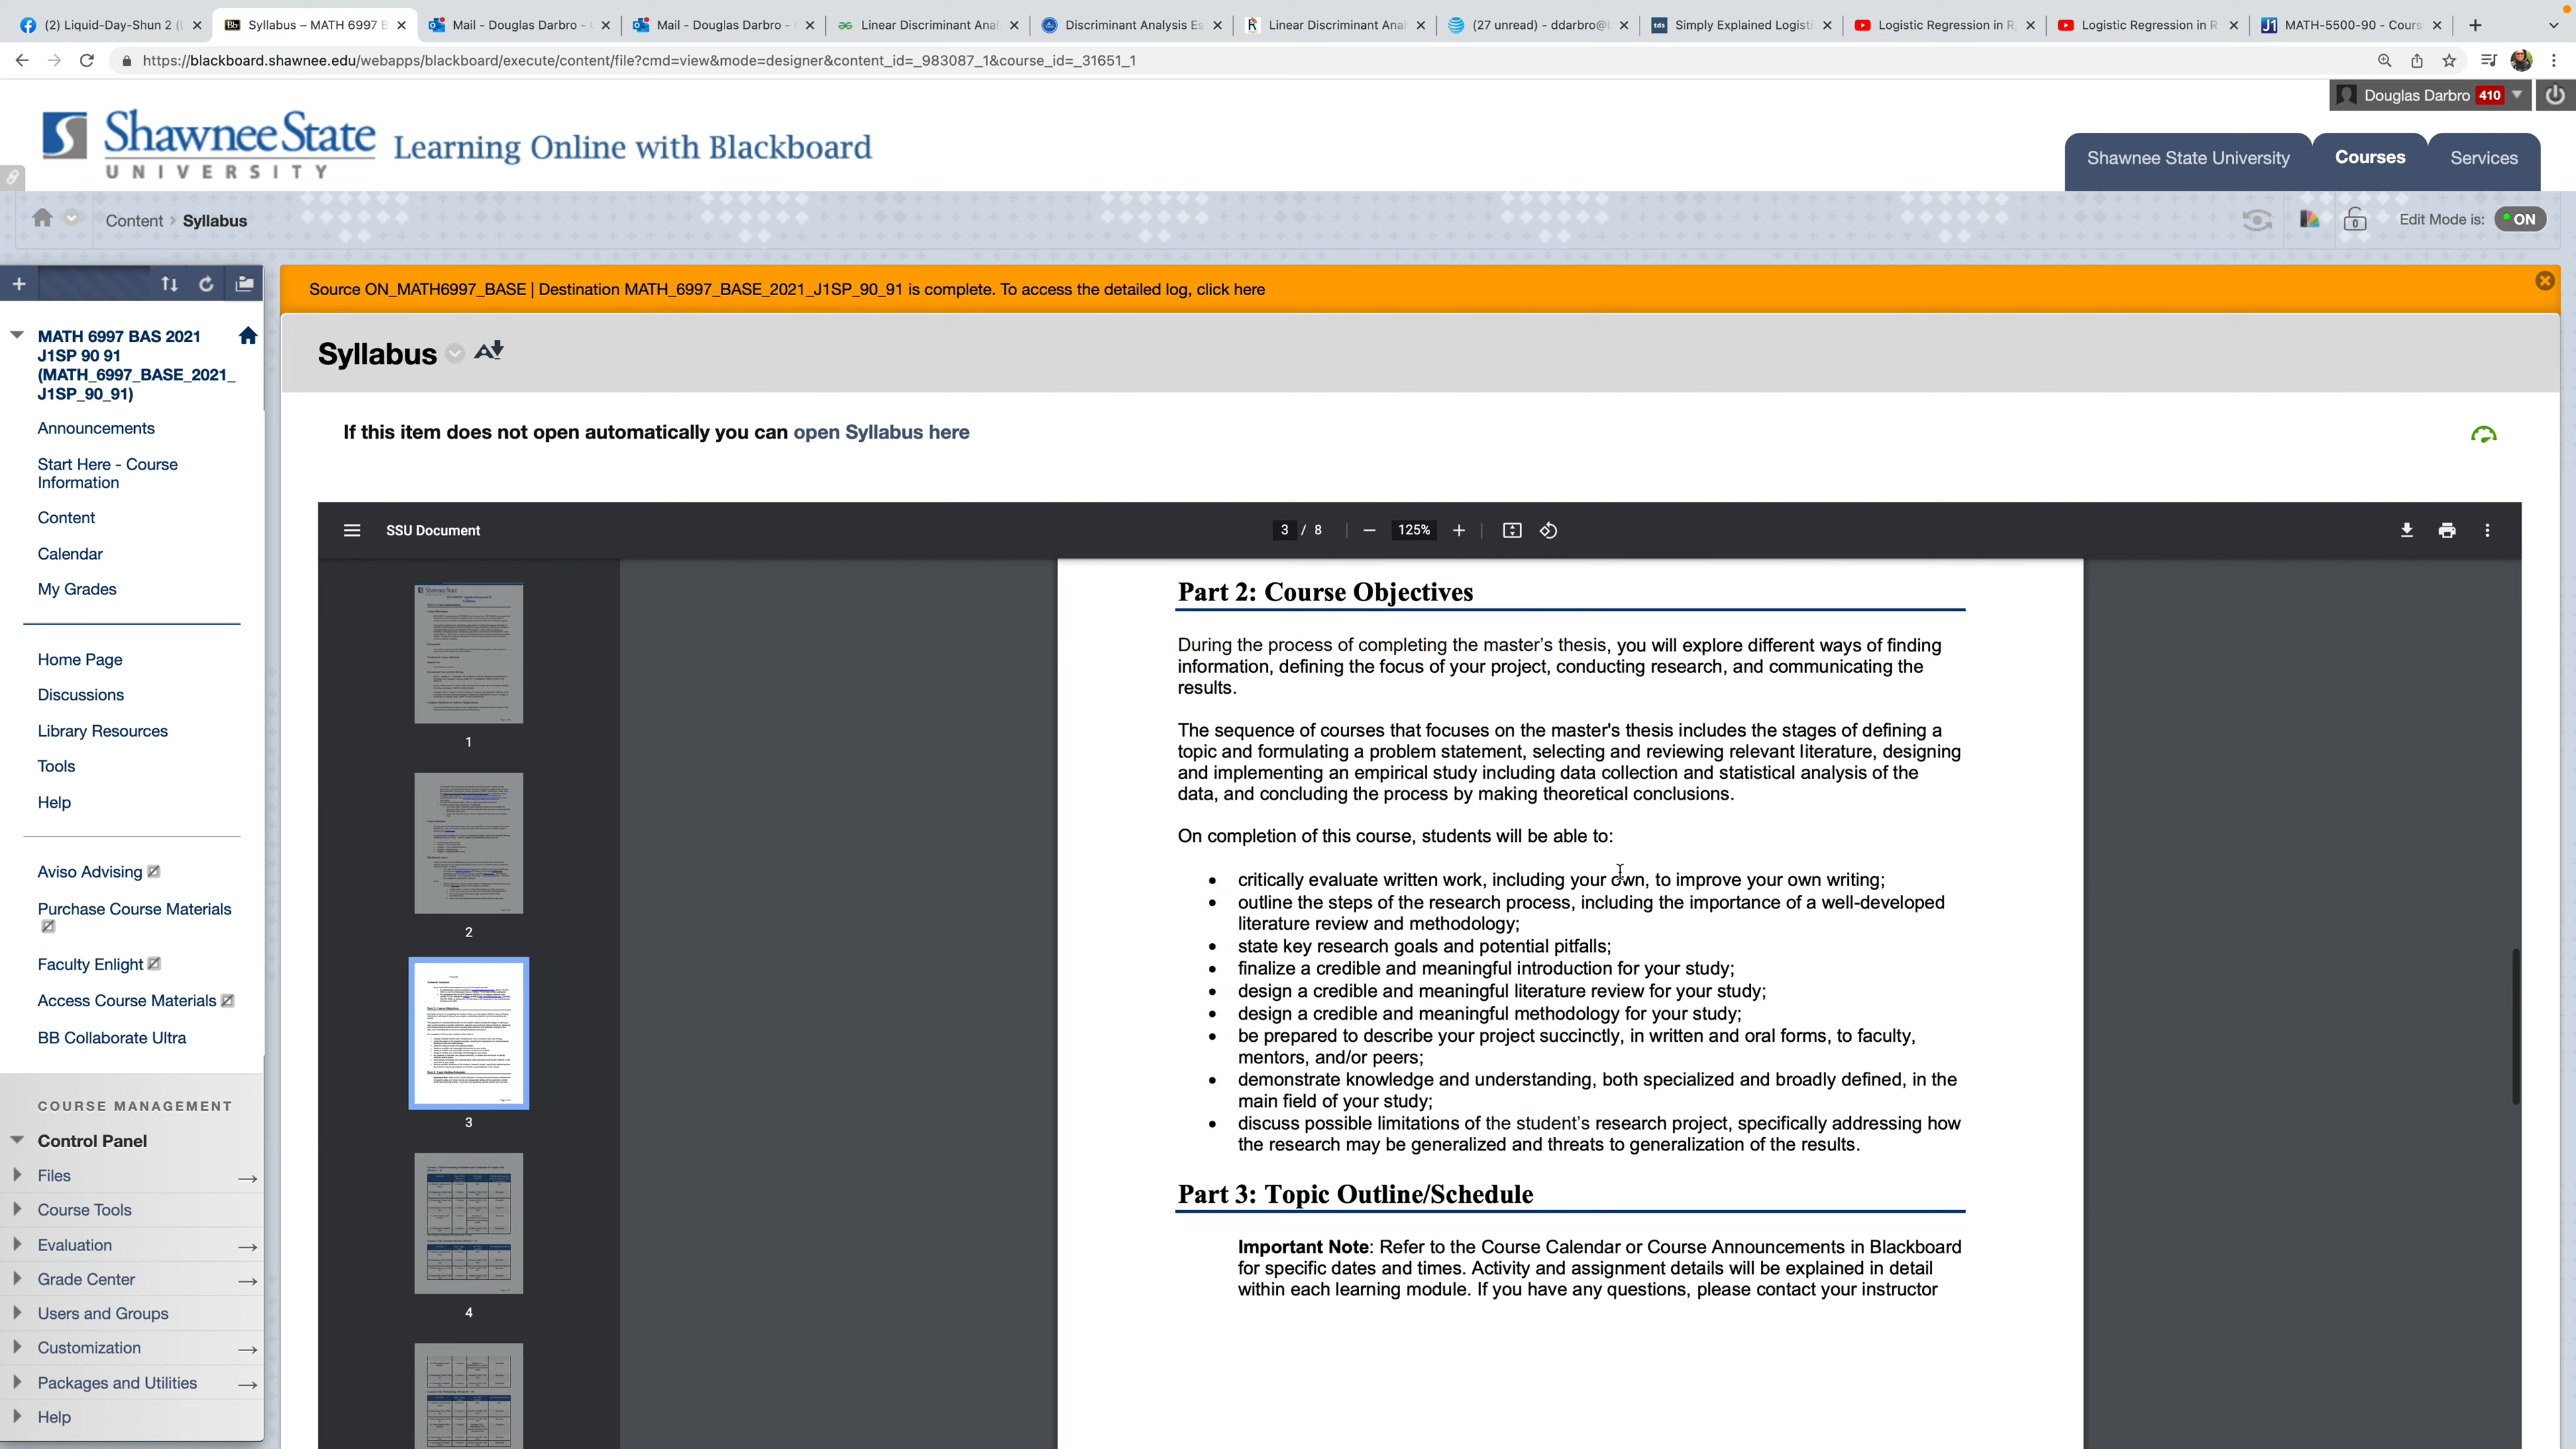 (2) Liquid-Day-Shun 2 (L
Syllabus – MATH 6997 B
Mail - Douglas Darbro -
Mail - Douglas Darbro -
Linear Discriminant Anal
Discriminant Analysis Es
Linear Discriminant Anal
(27 unread) - ddarbro@
Simply Explained Logisti
Logistic Regression in R,
Logistic Regression in R
MATH-5500-90 - Cours
https://blackboard.shawnee.edu/webapps/blackboard/execute/content/file?cmd=view&mode=designer&content_id=_983087_1&course_id=_31651_1
Douglas Darbro 410
Shawnee State
UNIVERSITY
Learning Online with Blackboard
Shawnee State University
Courses
Services
Content > Syllabus
Edit Mode is: ON
Source ON_MATH6997_BASE | Destination MATH_6997_BASE_2021_J1SP_90_91 is complete. To access the detailed log, click here
MATH 6997 BAS 2021
J1SP 90 91
(MATH_6997_BASE_2021_
J1SP_90_91)
Announcements
Start Here - Course
Information
Content
Calendar
My Grades
Home Page
Discussions
Library Resources
Tools
Help
Aviso Advising
Purchase Course Materials
Faculty Enlight
Access Course Materials
BB Collaborate Ultra
COURSE MANAGEMENT
Control Panel
Files
Course Tools
Evaluation
Grade Center
Users and Groups
Customization
Packages and Utilities
Help
Syllabus
If this item does not open automatically you can open Syllabus here
SSU Document
3 / 8
125%
1
2
3
4
Part 2: Course Objectives
During the process of completing the master's thesis, you will explore different ways of finding
information, defining the focus of your project, conducting research, and communicating the
results.
The sequence of courses that focuses on the master's thesis includes the stages of defining a
topic and formulating a problem statement, selecting and reviewing relevant literature, designing
and implementing an empirical study including data collection and statistical analysis of the
data, and concluding the process by making theoretical conclusions.
On completion of this course, students will be able to:
• critically evaluate written work, including your own, to improve your own writing;
• outline the steps of the research process, including the importance of a well-developed
literature review and methodology;
• state key research goals and potential pitfalls;
• finalize a credible and meaningful introduction for your study;
• design a credible and meaningful literature review for your study;
• design a credible and meaningful methodology for your study;
• be prepared to describe your project succinctly, in written and oral forms, to faculty,
mentors, and/or peers;
• demonstrate knowledge and understanding, both specialized and broadly defined, in the
main field of your study;
• discuss possible limitations of the student's research project, specifically addressing how
the research may be generalized and threats to generalization of the results.
Part 3: Topic Outline/Schedule
Important Note: Refer to the Course Calendar or Course Announcements in Blackboard
for specific dates and times. Activity and assignment details will be explained in detail
within each learning module. If you have any questions, please contact your instructor